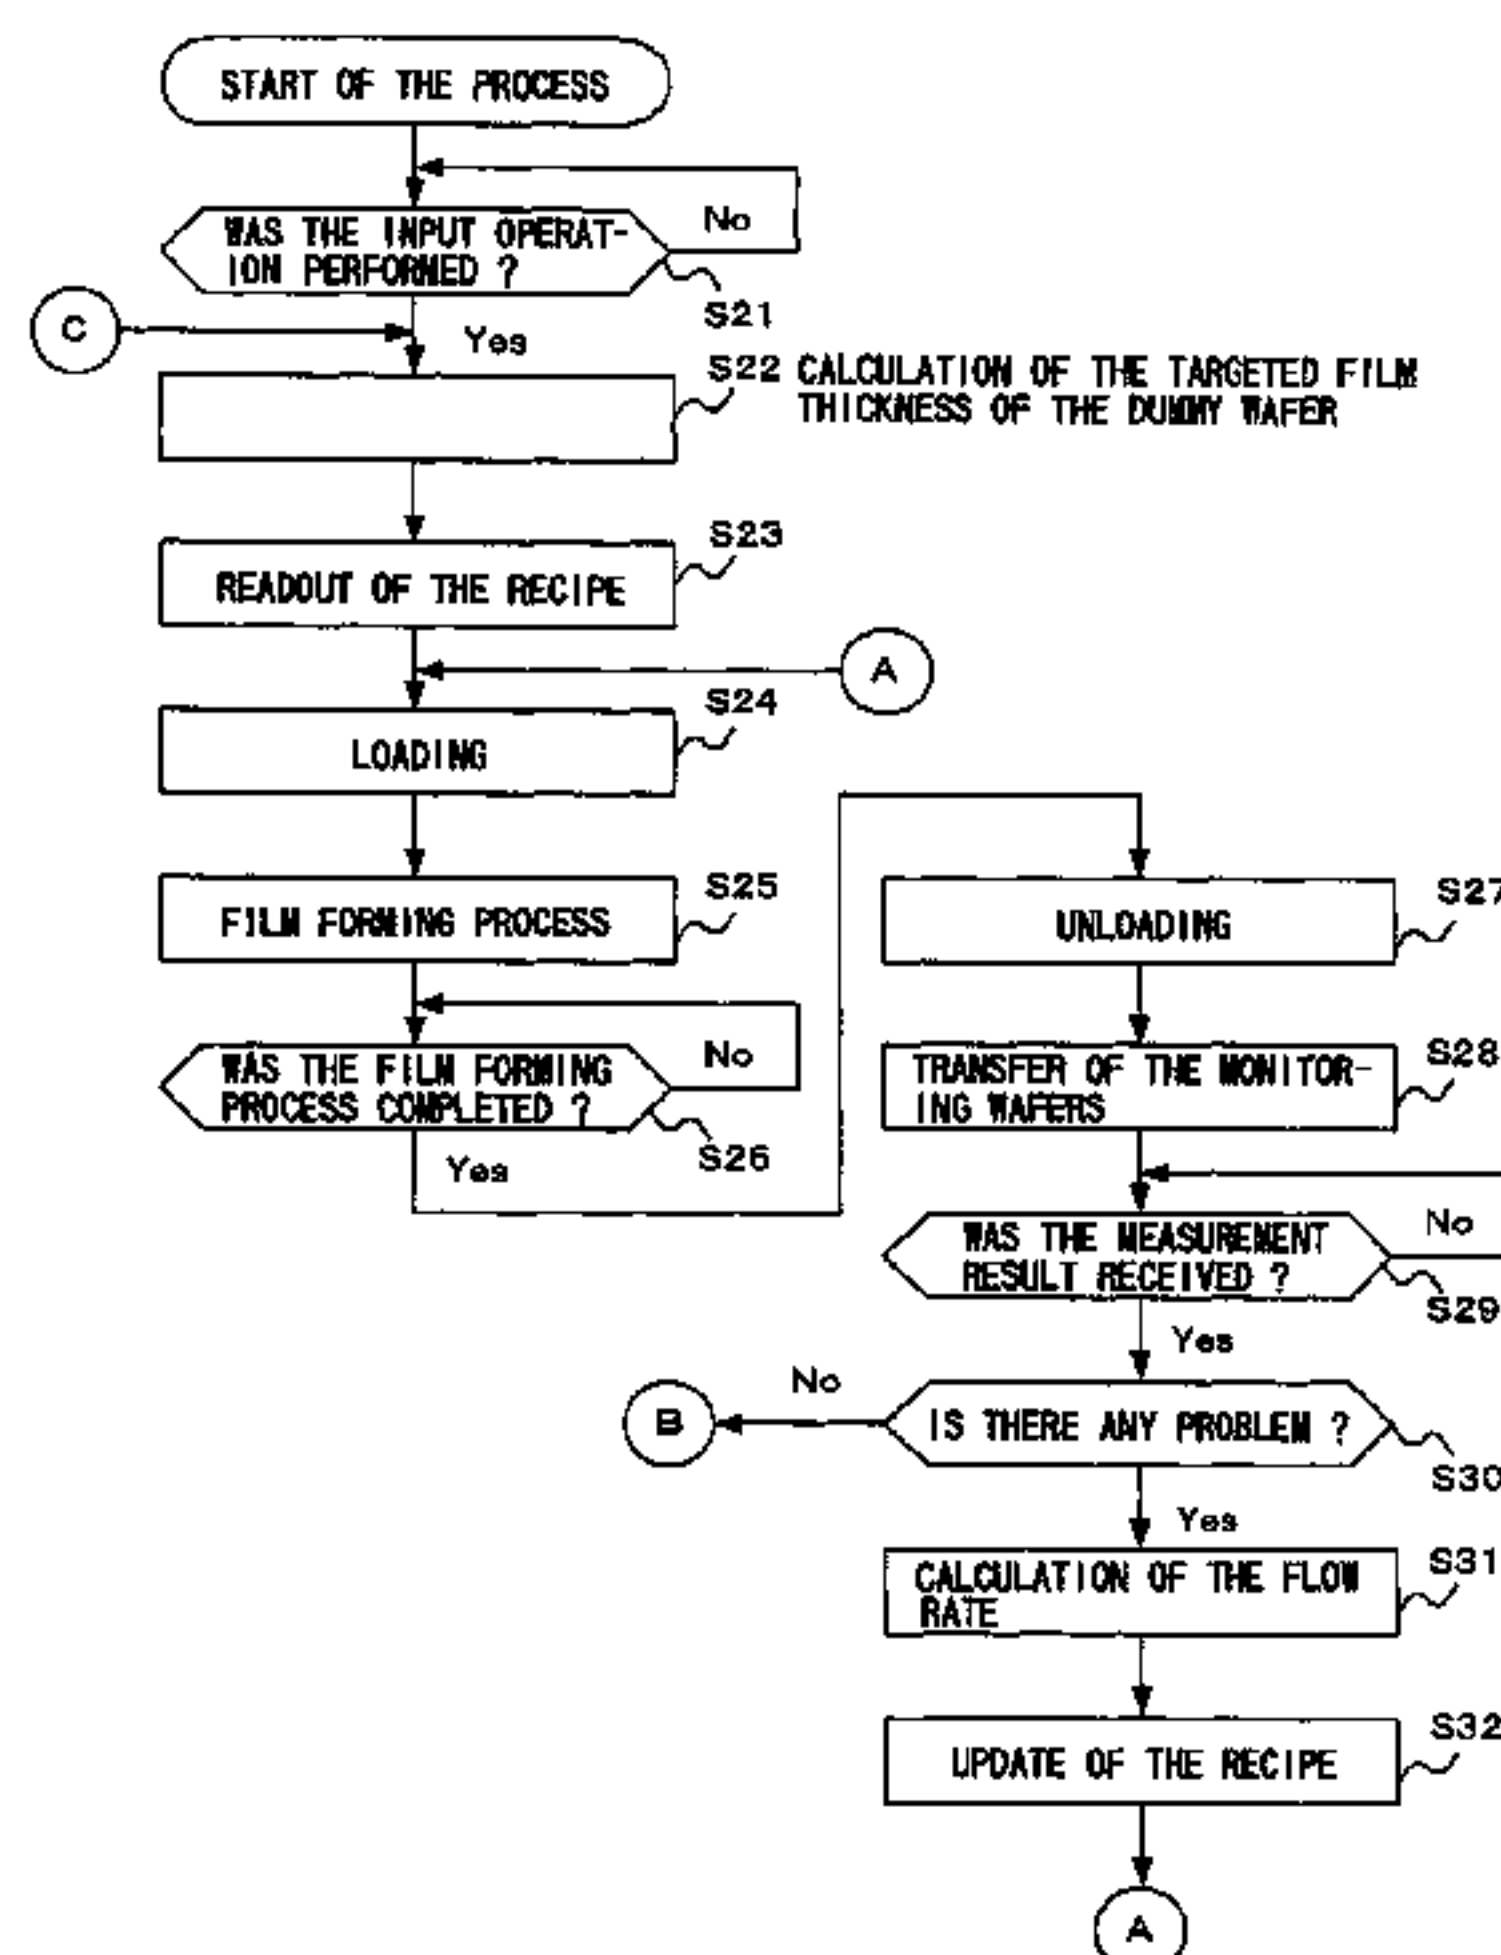 START OF THE PROCESS
No
WAS THE INPUT OPERAT-
ION PERFORMED ?
S21
C
Yes
S22 CALCULATION OF THE TARGETED FILM
THICKNESS OF THE DUMMY WAFER
S23
READOUT OF THE RECIPE
A
S24
LOADING
S25
FILM FORMING PROCESS
No
WAS THE FILM FORMING
PROCESS COMPLETED ?
S26
Yes
S27
UNLOADING
S28
TRANSFER OF THE MONITOR-
ING WAFERS
No
WAS THE MEASUREMENT
RESULT RECEIVED ?
S29
Yes
No
B
IS THERE ANY PROBLEM ?
S30
Yes
S31
CALCULATION OF THE FLOW
RATE
S32
UPDATE OF THE RECIPE
A